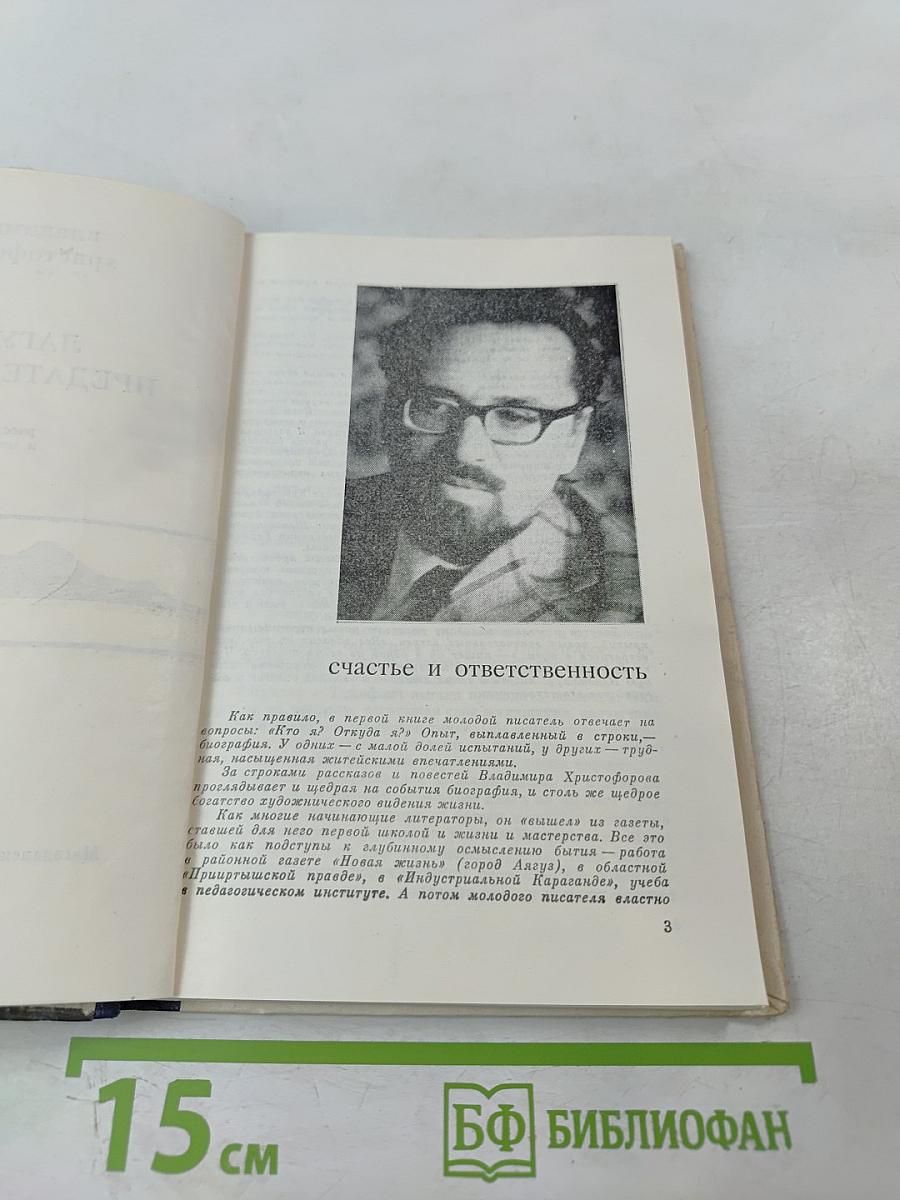 счастье и ответственность
Как правило, в первой книге молодой писатель отвечает на
вопросы: «Кто я? Откуда я?» Опыт, выплавленный в строки,—
биография. У одних — с малой долей испытаний, у других — труд-
ная, насыщенная житейскими впечатлениями.
За строками рассказов и повестей Владимира Христофорова
проглядывает и щедрая на события биография, и столь же щедрое
богатство художнического видения жизни.
Как многие начинающие литераторы, он «вышел» из газеты,
ставшей для него первой школой и жизни и мастерства. Все это
было как подступы к глубинному осмыслению бытия — работа
в районной газете «Новая жизнь» (город Аягуз), в областной
«Прииртышской правде», в «Индустриальной Караганде», учеба
в педагогическом институте. А потом молодого писателя властно
3
15 см
БФ БИБЛИОФАН